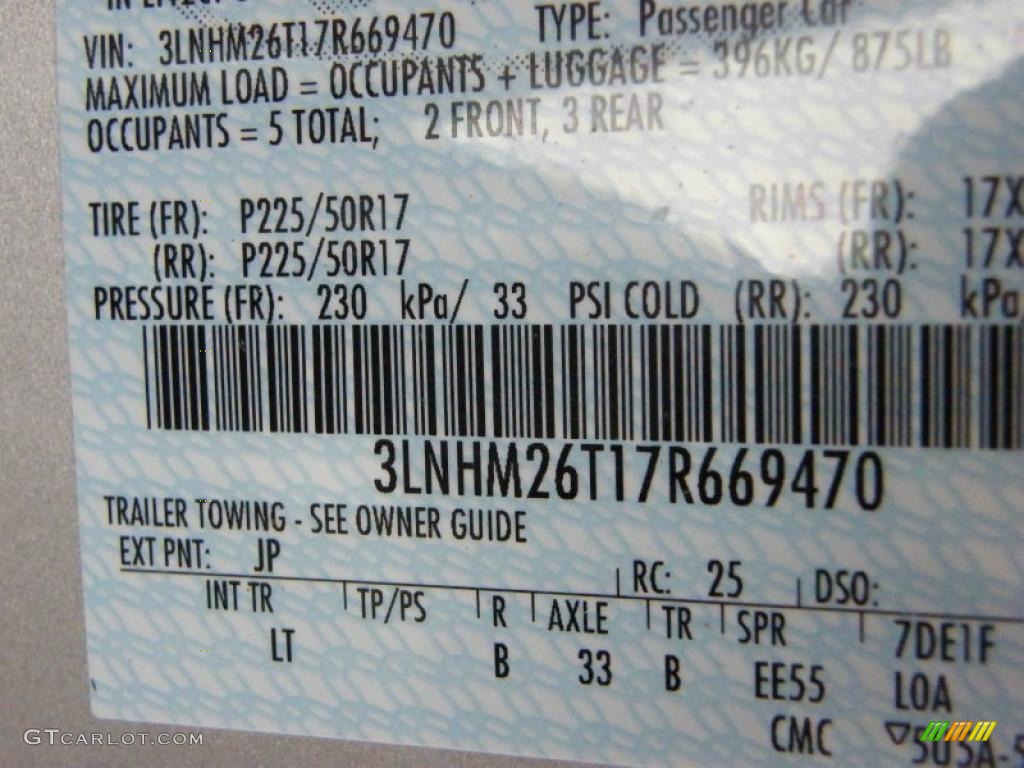 VIN: 3LNHM26T17R669470 TYPE: Passenger Car
MAXIMUM LOAD = OCCUPANTS + LUGGAGE = 396KG/ 875LB
OCCUPANTS = 5 TOTAL; 2 FRONT, 3 REAR
TIRE (FR): P225/50R17 RIMS (FR): 17X
(RR): P225/50R17 (RR): 17X
PRESSURE (FR): 230 kPa/ 33 PSI COLD (RR): 230 kPa/
3LNHM26T17R669470
TRAILER TOWING - SEE OWNER GUIDE
EXT PNT: JP RC: 25 DSO:
INT TR TP/PS R AXLE TR SPR 7DE1F
LT B 33 B EE55 LOA
CMC ▽505A-5
GTCARLOT.COM